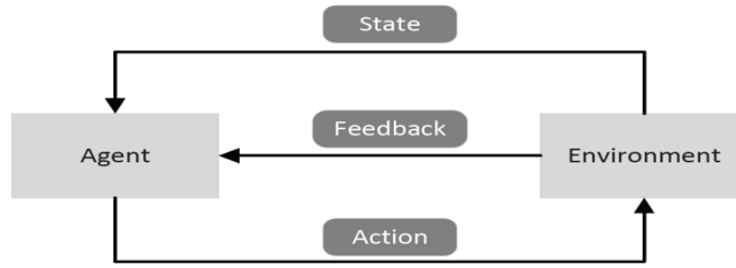 State
Feedback
Agent
Environment
Action